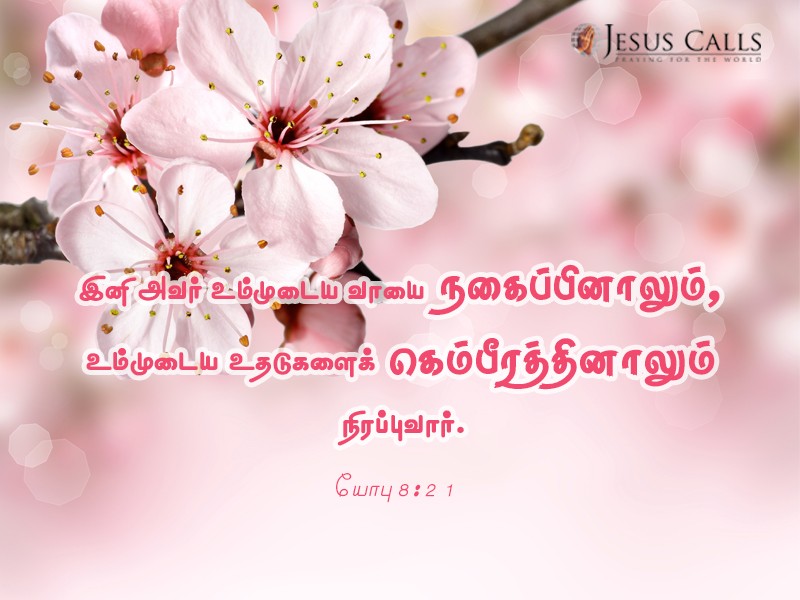 JESUS CALLS
PRAYING FOR THE WORLD
இனி அவர் உம்முடைய வாயை நகைப்பினாலும்,
உம்முடைய உதடுகளைக் கெம்பீரத்தினாலும்
நிரப்புவார்.
யோபு 8:21